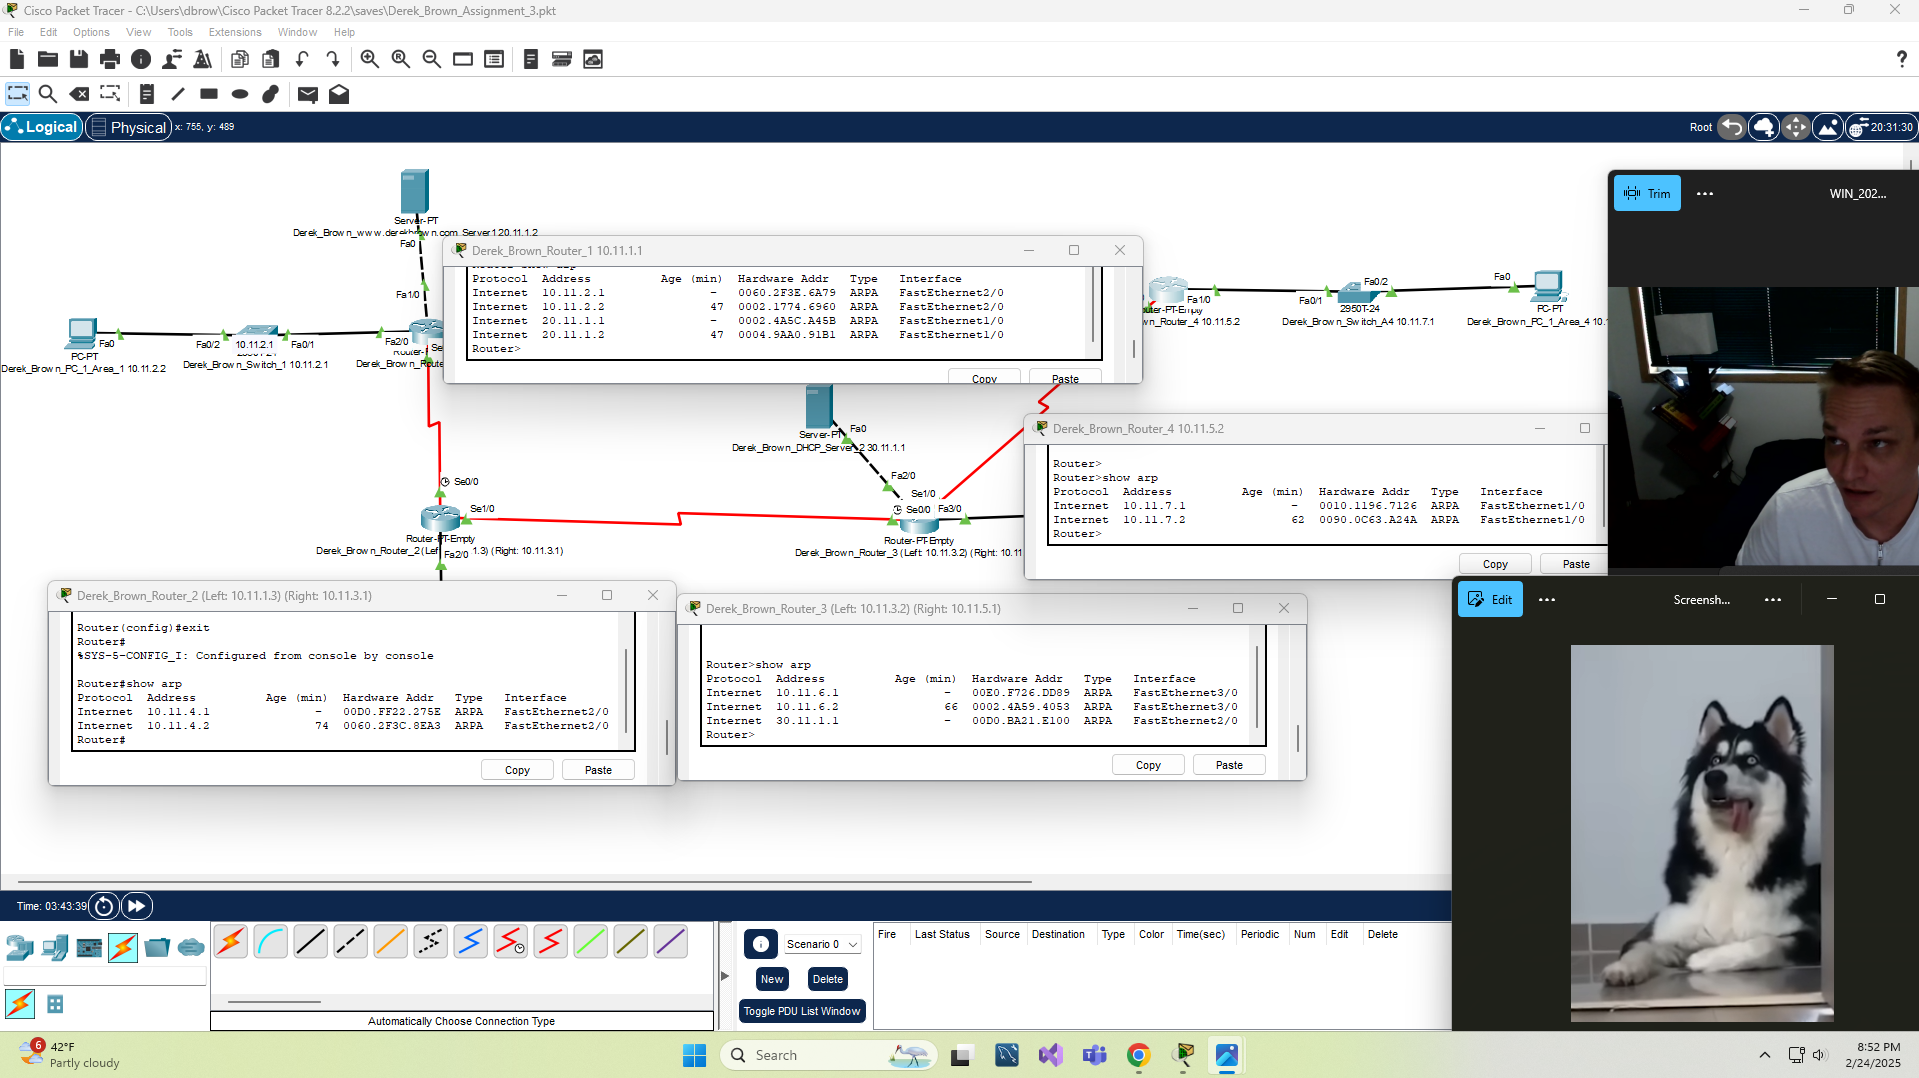 Cisco Packet Tracer - C:\Users\dbrow\Cisco Packet Tracer 8.2.2\saves\Derek_Brown_Assignment_3.pkt
File Edit Options View Tools Extensions Window Help
?
Logical Physical x: 755, y: 489
Root 20:31:30
Server-PT
Derek_Brown_www.derekbrown.com_Server1 20.11.1.2
Fa0
Fa1/0
PC-PT
Fa0
Derek_Brown_PC_1_Area_1 10.11.2.2
Fa0/2 10.11.2.1 Fa0/1
Derek_Brown_Switch_1 10.11.2.1
Fa2/0
Derek_Brown_Route
Derek_Brown_Router_1 10.11.1.1
Protocol Address Age (min) Hardware Addr Type Interface
Internet 10.11.2.1 - 0060.2F3E.6A79 ARPA FastEthernet2/0
Internet 10.11.2.2 47 0002.1774.6960 ARPA FastEthernet2/0
Internet 20.11.1.1 - 0002.4A5C.A45B ARPA FastEthernet1/0
Internet 20.11.1.2 47 0004.9AA0.91B1 ARPA FastEthernet1/0
Router>
Copy Paste
Fa1/0
uter-PT-Empty
n_Router_4 10.11.5.2
Fa0/1 Fa0/2
2950T-24
Derek_Brown_Switch_A4 10.11.7.1
Fa0
PC-PT
Derek_Brown_PC_1_Area_4 10.
Server-PT Fa0
Derek_Brown_DHCP_Server_2 30.11.1.1
Fa2/0
Se1/0
Se0/0 Fa3/0
Router-PT-Empty
Derek_Brown_Router_3 (Left: 10.11.3.2) (Right: 10.11
Se0/0
Se1/0
Router-PT-Empty
Derek_Brown_Router_2 (Left 1.3) (Right: 10.11.3.1)
Fa2/0
Derek_Brown_Router_4 10.11.5.2
Router>
Router>show arp
Protocol Address Age (min) Hardware Addr Type Interface
Internet 10.11.7.1 - 0010.1196.7126 ARPA FastEthernet1/0
Internet 10.11.7.2 62 0090.0C63.A24A ARPA FastEthernet1/0
Router>
Copy Paste
Derek_Brown_Router_2 (Left: 10.11.1.3) (Right: 10.11.3.1)
Router(config)#exit
Router#
%SYS-5-CONFIG_I: Configured from console by console
Router#show arp
Protocol Address Age (min) Hardware Addr Type Interface
Internet 10.11.4.1 - 00D0.FF22.275E ARPA FastEthernet2/0
Internet 10.11.4.2 74 0060.2F3C.8EA3 ARPA FastEthernet2/0
Router#
Copy Paste
Derek_Brown_Router_3 (Left: 10.11.3.2) (Right: 10.11.5.1)
Router>show arp
Protocol Address Age (min) Hardware Addr Type Interface
Internet 10.11.6.1 - 00E0.F726.DD89 ARPA FastEthernet3/0
Internet 10.11.6.2 66 0002.4A59.4053 ARPA FastEthernet3/0
Internet 30.11.1.1 - 00D0.BA21.E100 ARPA FastEthernet2/0
Router>
Copy Paste
Trim ••• WIN_202...
Edit ••• Screensh... •••
Time: 03:43:39
Automatically Choose Connection Type
Scenario 0
New Delete
Toggle PDU List Window
Fire Last Status Source Destination Type Color Time(sec) Periodic Num Edit Delete
6
42°F
Partly cloudy
Search
8:52 PM
2/24/2025